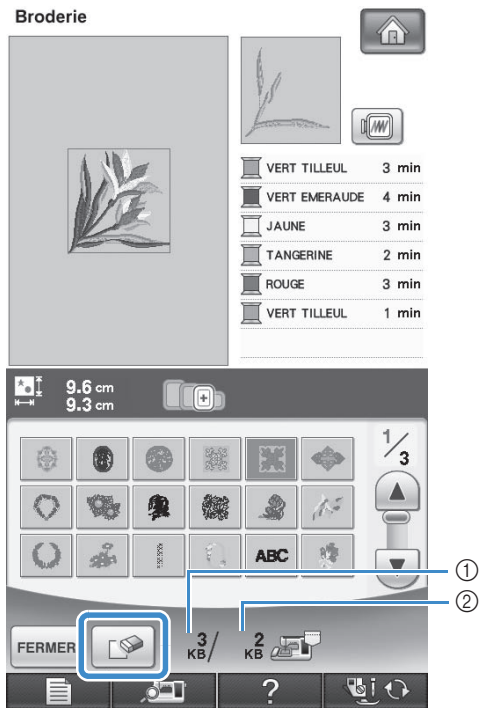 Broderie
VERT TILLEUL 3 min
VERT EMERAUDE 4 min
JAUNE 3 min
TANGERINE 2 min
ROUGE 3 min
VERT TILLEUL 1 min
9.6 cm
9.3 cm
1/3
ABC
①
②
FERMER 3 KB/ 2 KB
?